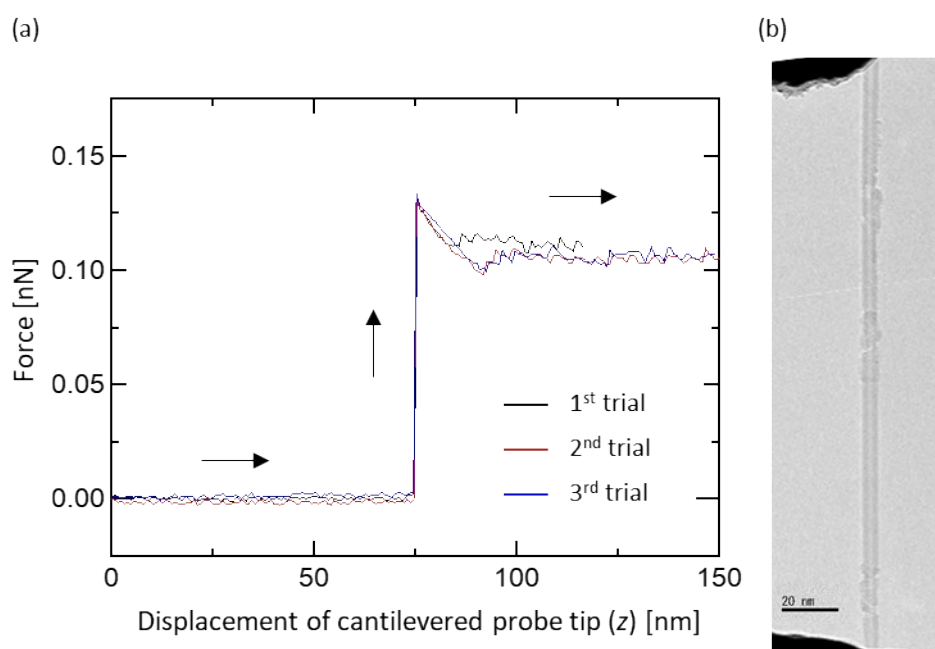 (a)
(b)
0.15
0.10
0.05
0.00
Force [nN]
1st trial
2nd trial
3rd trial
0
50
100
150
Displacement of cantilevered probe tip (z) [nm]
20 nm